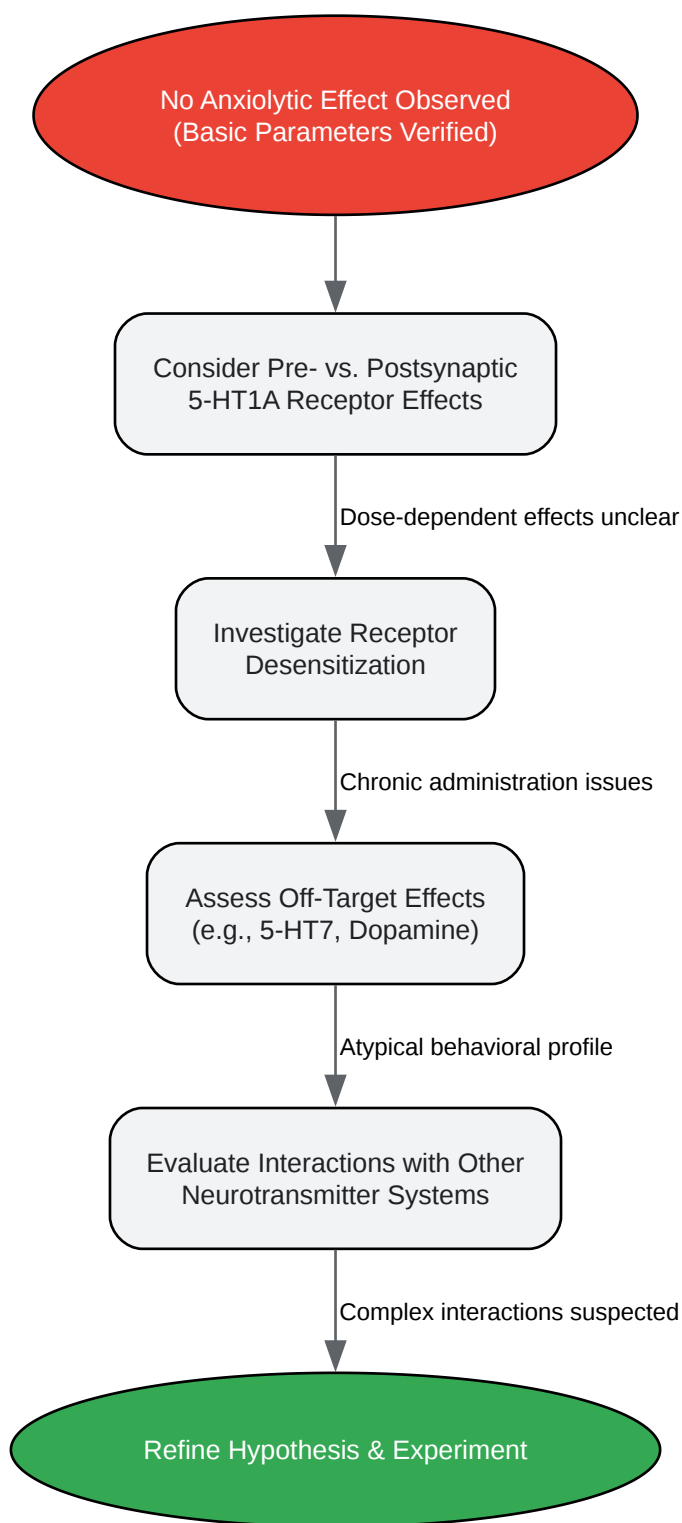 No Anxiolytic Effect Observed
(Basic Parameters Verified)
Consider Pre- vs. Postsynaptic
5-HT1A Receptor Effects
Dose-dependent effects unclear
Investigate Receptor
Desensitization
Chronic administration issues
Assess Off-Target Effects
(e.g., 5-HT7, Dopamine)
Atypical behavioral profile
Evaluate Interactions with Other
Neurotransmitter Systems
Complex interactions suspected
Refine Hypothesis & Experiment